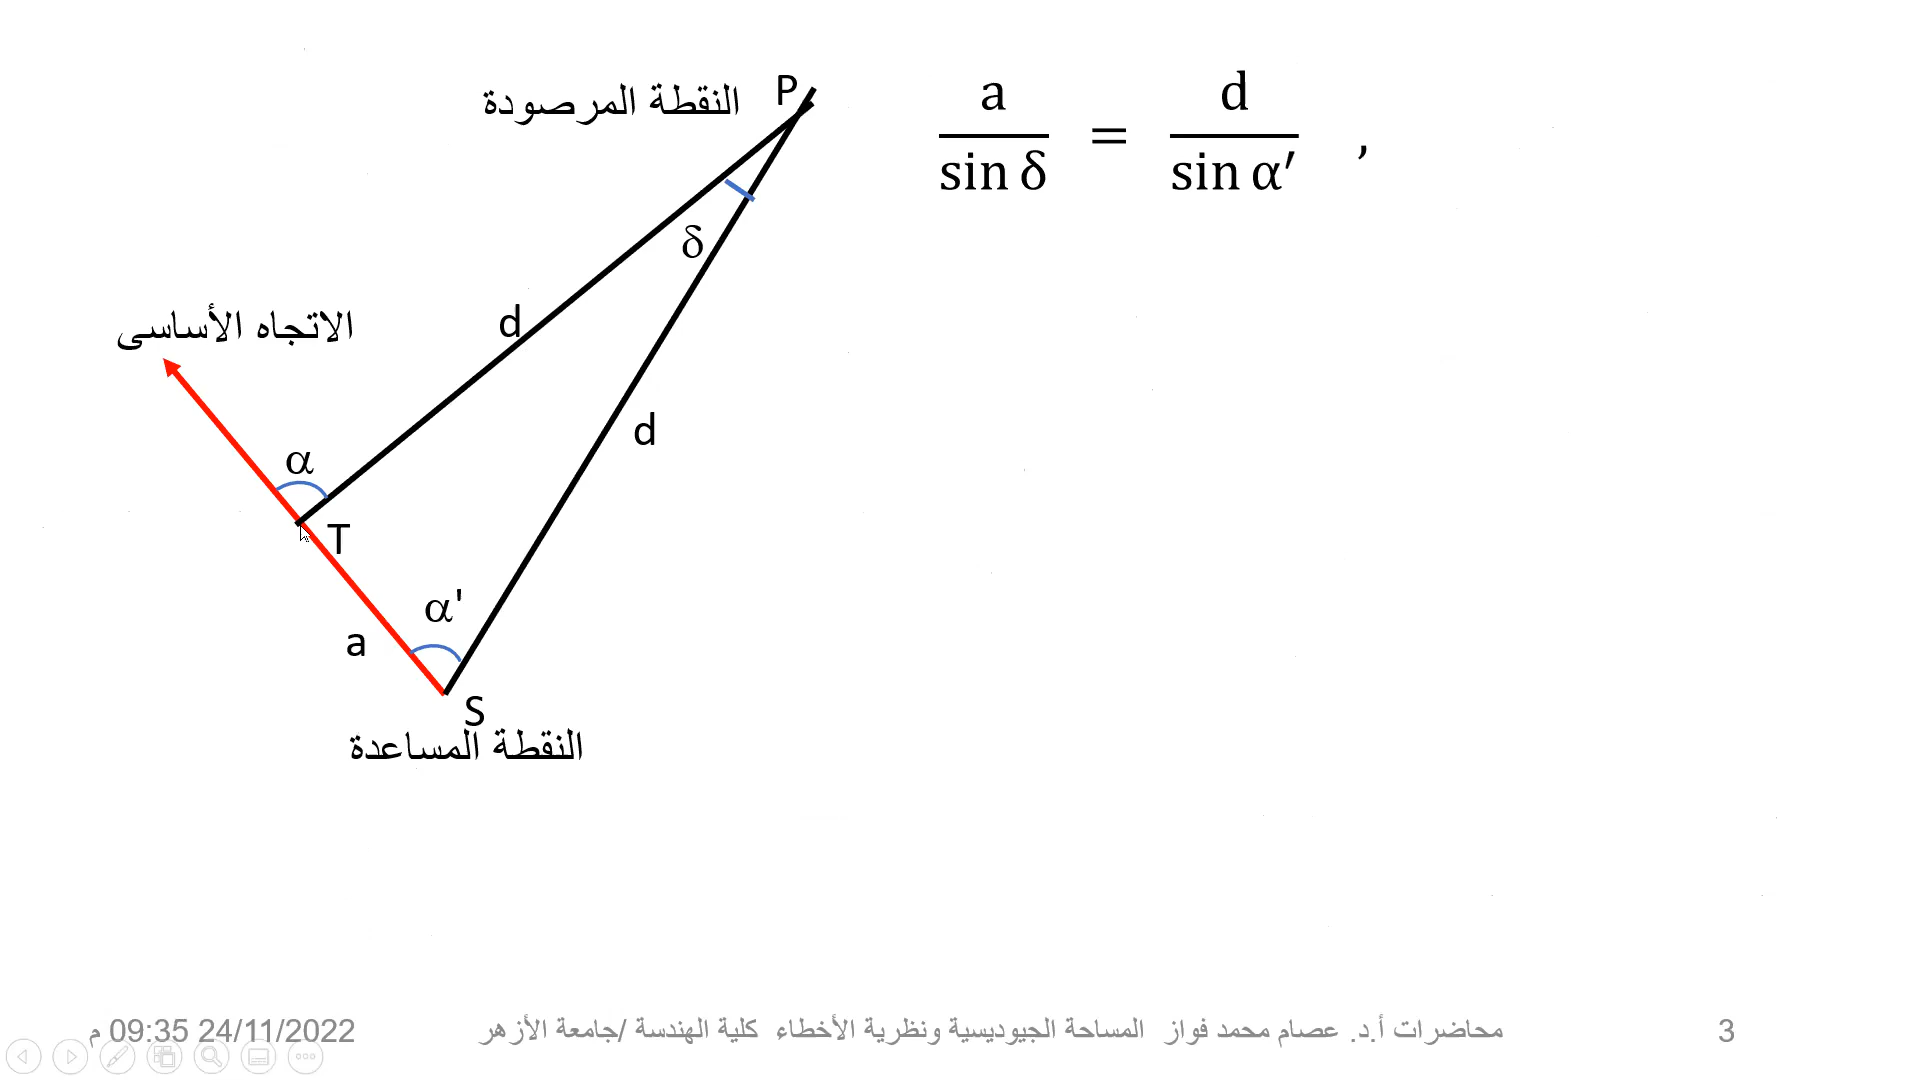 النقطة المرصودة
P
a/sin δ = d/sin α′ ,
δ
d
الاتجاه الأساسى
d
α
T
α'
a
S
النقطة المساعدة
09:35 24/11/2022 م
محاضرات أ.د. عصام محمد فواز المساحة الجيوديسية ونظرية الأخطاء كلية الهندسة /جامعة الأزهر
3